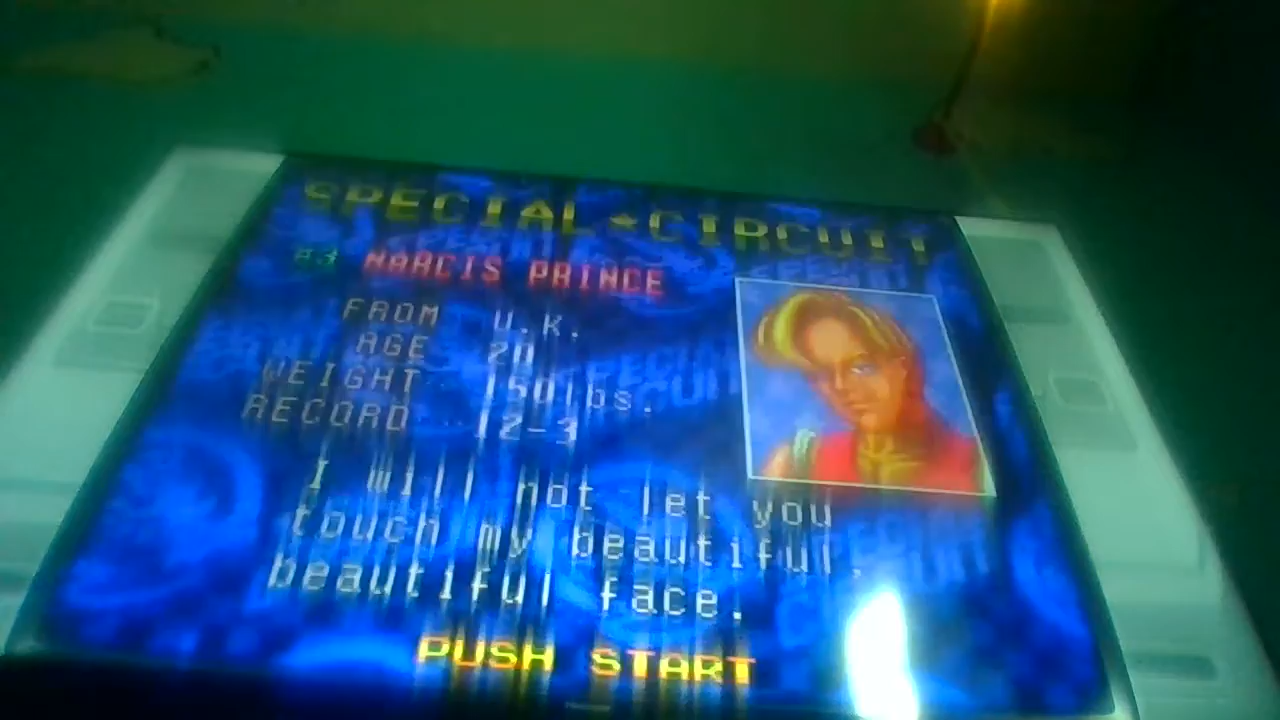 SPECIAL★CIRCUIT
#3 NARCIS PRINCE
FROM U.K.
AGE 20
WEIGHT 150lbs.
RECORD 12-3
I will not let you
touch my beautiful,
beautiful face.
PUSH START